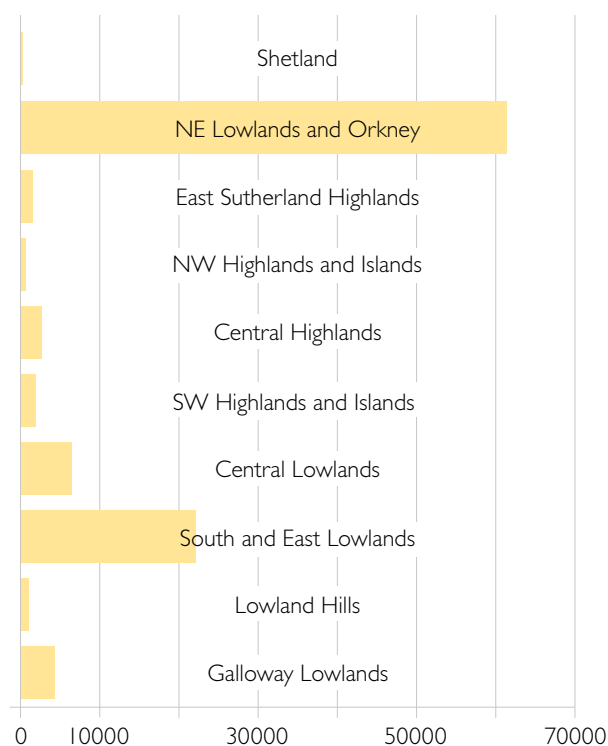 Shetland
NE Lowlands and Orkney
East Sutherland Highlands
NW Highlands and Islands
Central Highlands
SW Highlands and Islands
Central Lowlands
South and East Lowlands
Lowland Hills
Galloway Lowlands
0 10000 30000 50000 70000